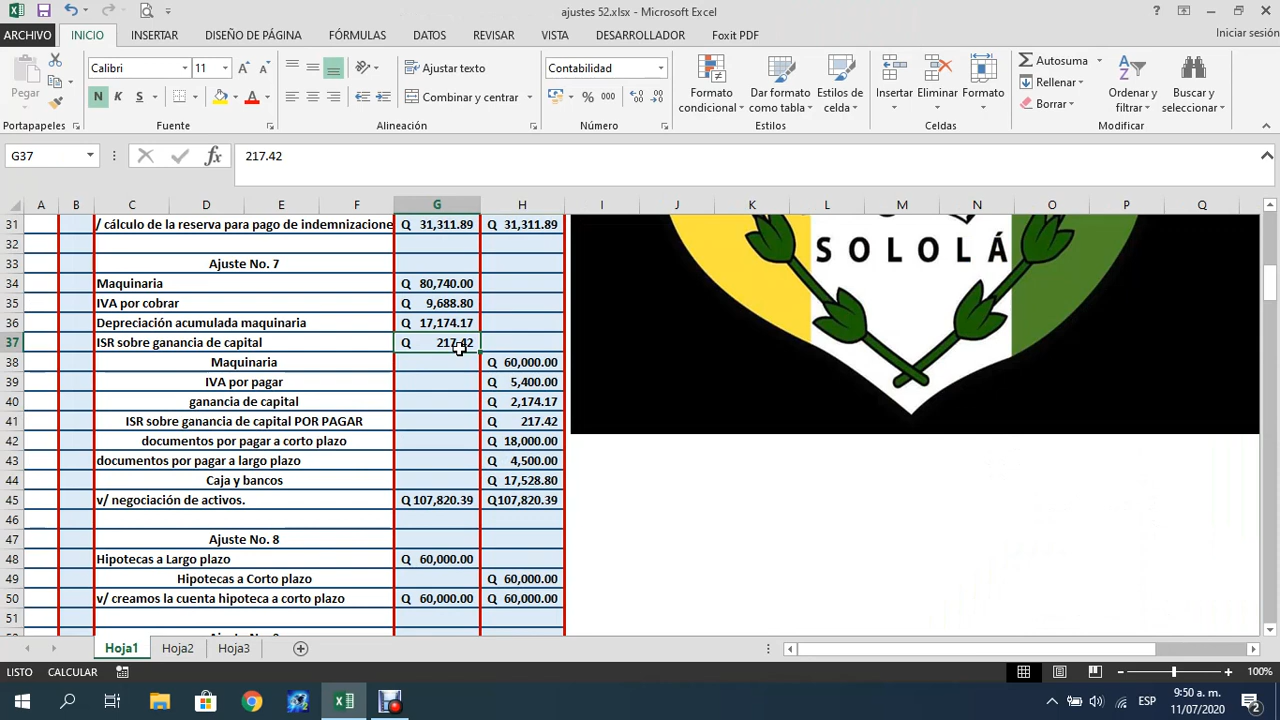 ajustes 52.xlsx - Microsoft Excel
ARCHIVO INICIO INSERTAR DISEÑO DE PÁGINA FÓRMULAS DATOS REVISAR VISTA DESARROLLADOR Foxit PDF Iniciar sesión
Pegar Calibri 11 N K S Ajustar texto Combinar y centrar Contabilidad % 000
Formato condicional Dar formato como tabla Estilos de celda Insertar Eliminar Formato Autosuma Rellenar Borrar Ordenar y filtrar Buscar y seleccionar
Portapapeles Fuente Alineación Número Estilos Celdas Modificar
G37 fx 217.42
A B C D E F G H I J K L M N O P Q
31 / cálculo de la reserva para pago de indemnizacione Q 31,311.89 Q 31,311.89
32
33 Ajuste No. 7
34 Maquinaria Q 80,740.00
35 IVA por cobrar Q 9,688.80
36 Depreciación acumulada maquinaria Q 17,174.17
37 ISR sobre ganancia de capital Q 217.42
38 Maquinaria Q 60,000.00
39 IVA por pagar Q 5,400.00
40 ganancia de capital Q 2,174.17
41 ISR sobre ganancia de capital POR PAGAR Q 217.42
42 documentos por pagar a corto plazo Q 18,000.00
43 documentos por pagar a largo plazo Q 4,500.00
44 Caja y bancos Q 17,528.80
45 v/ negociación de activos. Q 107,820.39 Q 107,820.39
46
47 Ajuste No. 8
48 Hipotecas a Largo plazo Q 60,000.00
49 Hipotecas a Corto plazo Q 60,000.00
50 v/ creamos la cuenta hipoteca a corto plazo Q 60,000.00 Q 60,000.00
51
SOLOLÁ
Hoja1 Hoja2 Hoja3
LISTO CALCULAR 100%
ESP 9:50 a. m.
11/07/2020
2